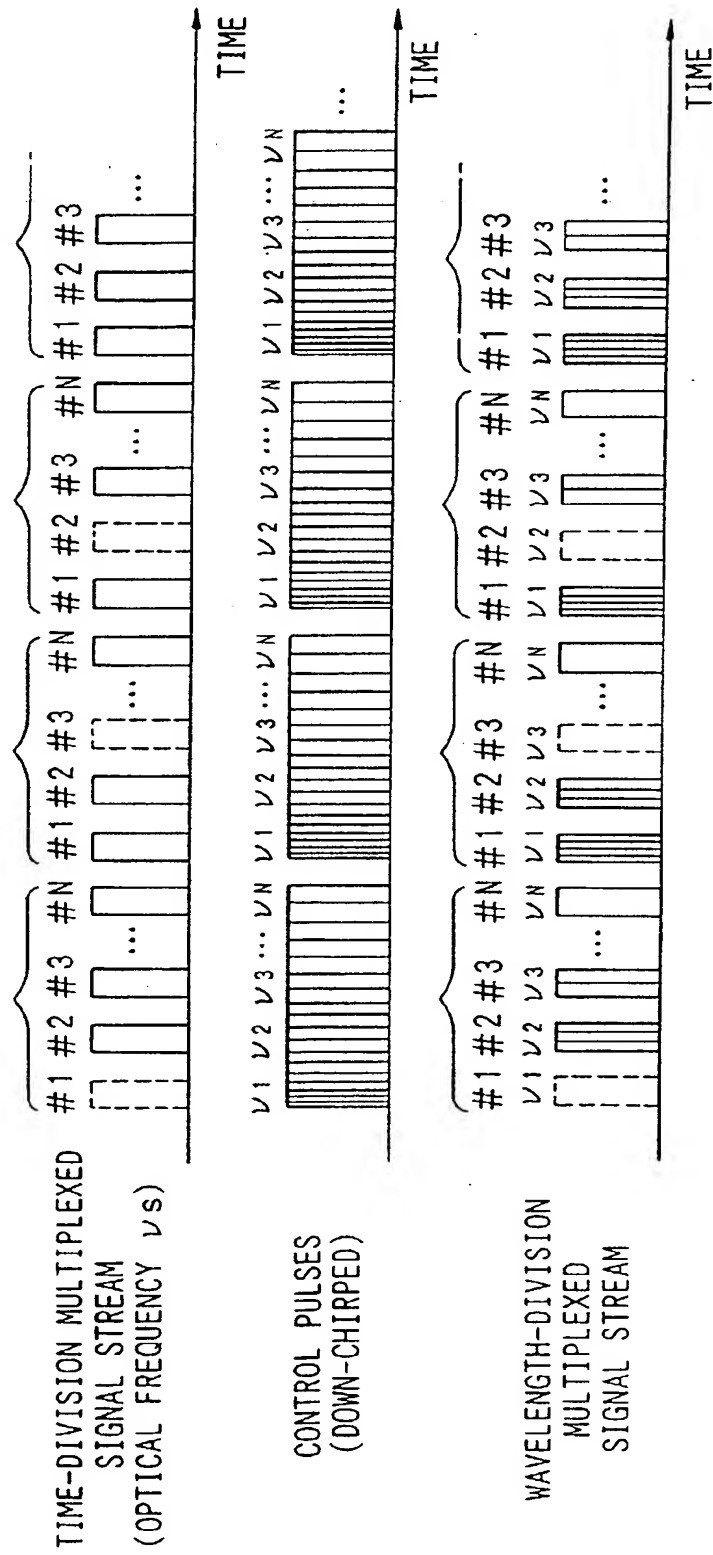 TIME-DIVISION MULTIPLEXED
SIGNAL STREAM
(OPTICAL FREQUENCY νs)
#1 #2 #3 ... #N #1 #2 #3 ... #N #1 #2 #3 ... #N #1 #2 #3 ...
TIME
CONTROL PULSES
(DOWN-CHIRPED)
ν1 ν2 ν3 ... νN ν1 ν2 ν3 ... νN ν1 ν2 ν3 ... νN ν1 ν2 ν3 ... νN ...
TIME
WAVELENGTH-DIVISION
MULTIPLEXED
SIGNAL STREAM
#1 #2 #3 #N #1 #2 #3 #N #1 #2 #3 #N #1 #2 #3
ν1 ν2 ν3 ... νN ν1 ν2 ν3 ... νN ν1 ν2 ν3 ... νN ν1 ν2 ν3 ...
TIME